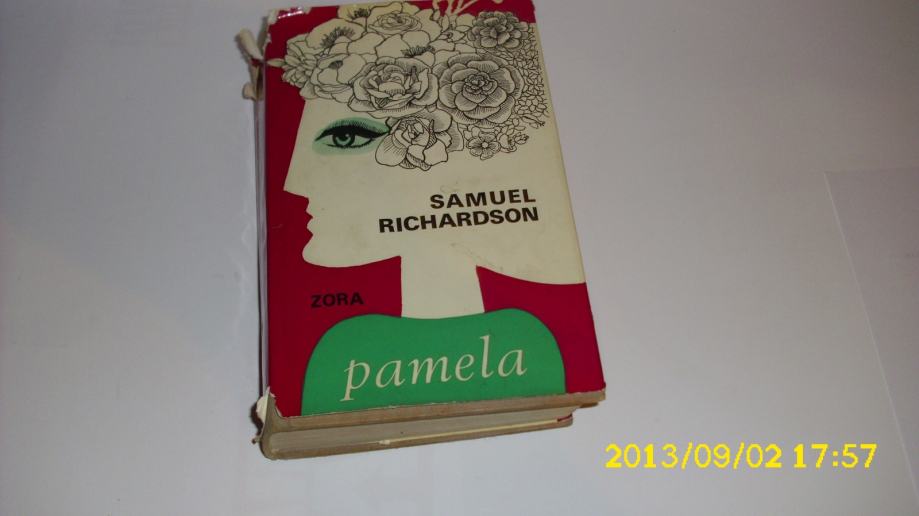 SAMUEL
RICHARDSON
ZORA
pamela
2013/09/02 17:57